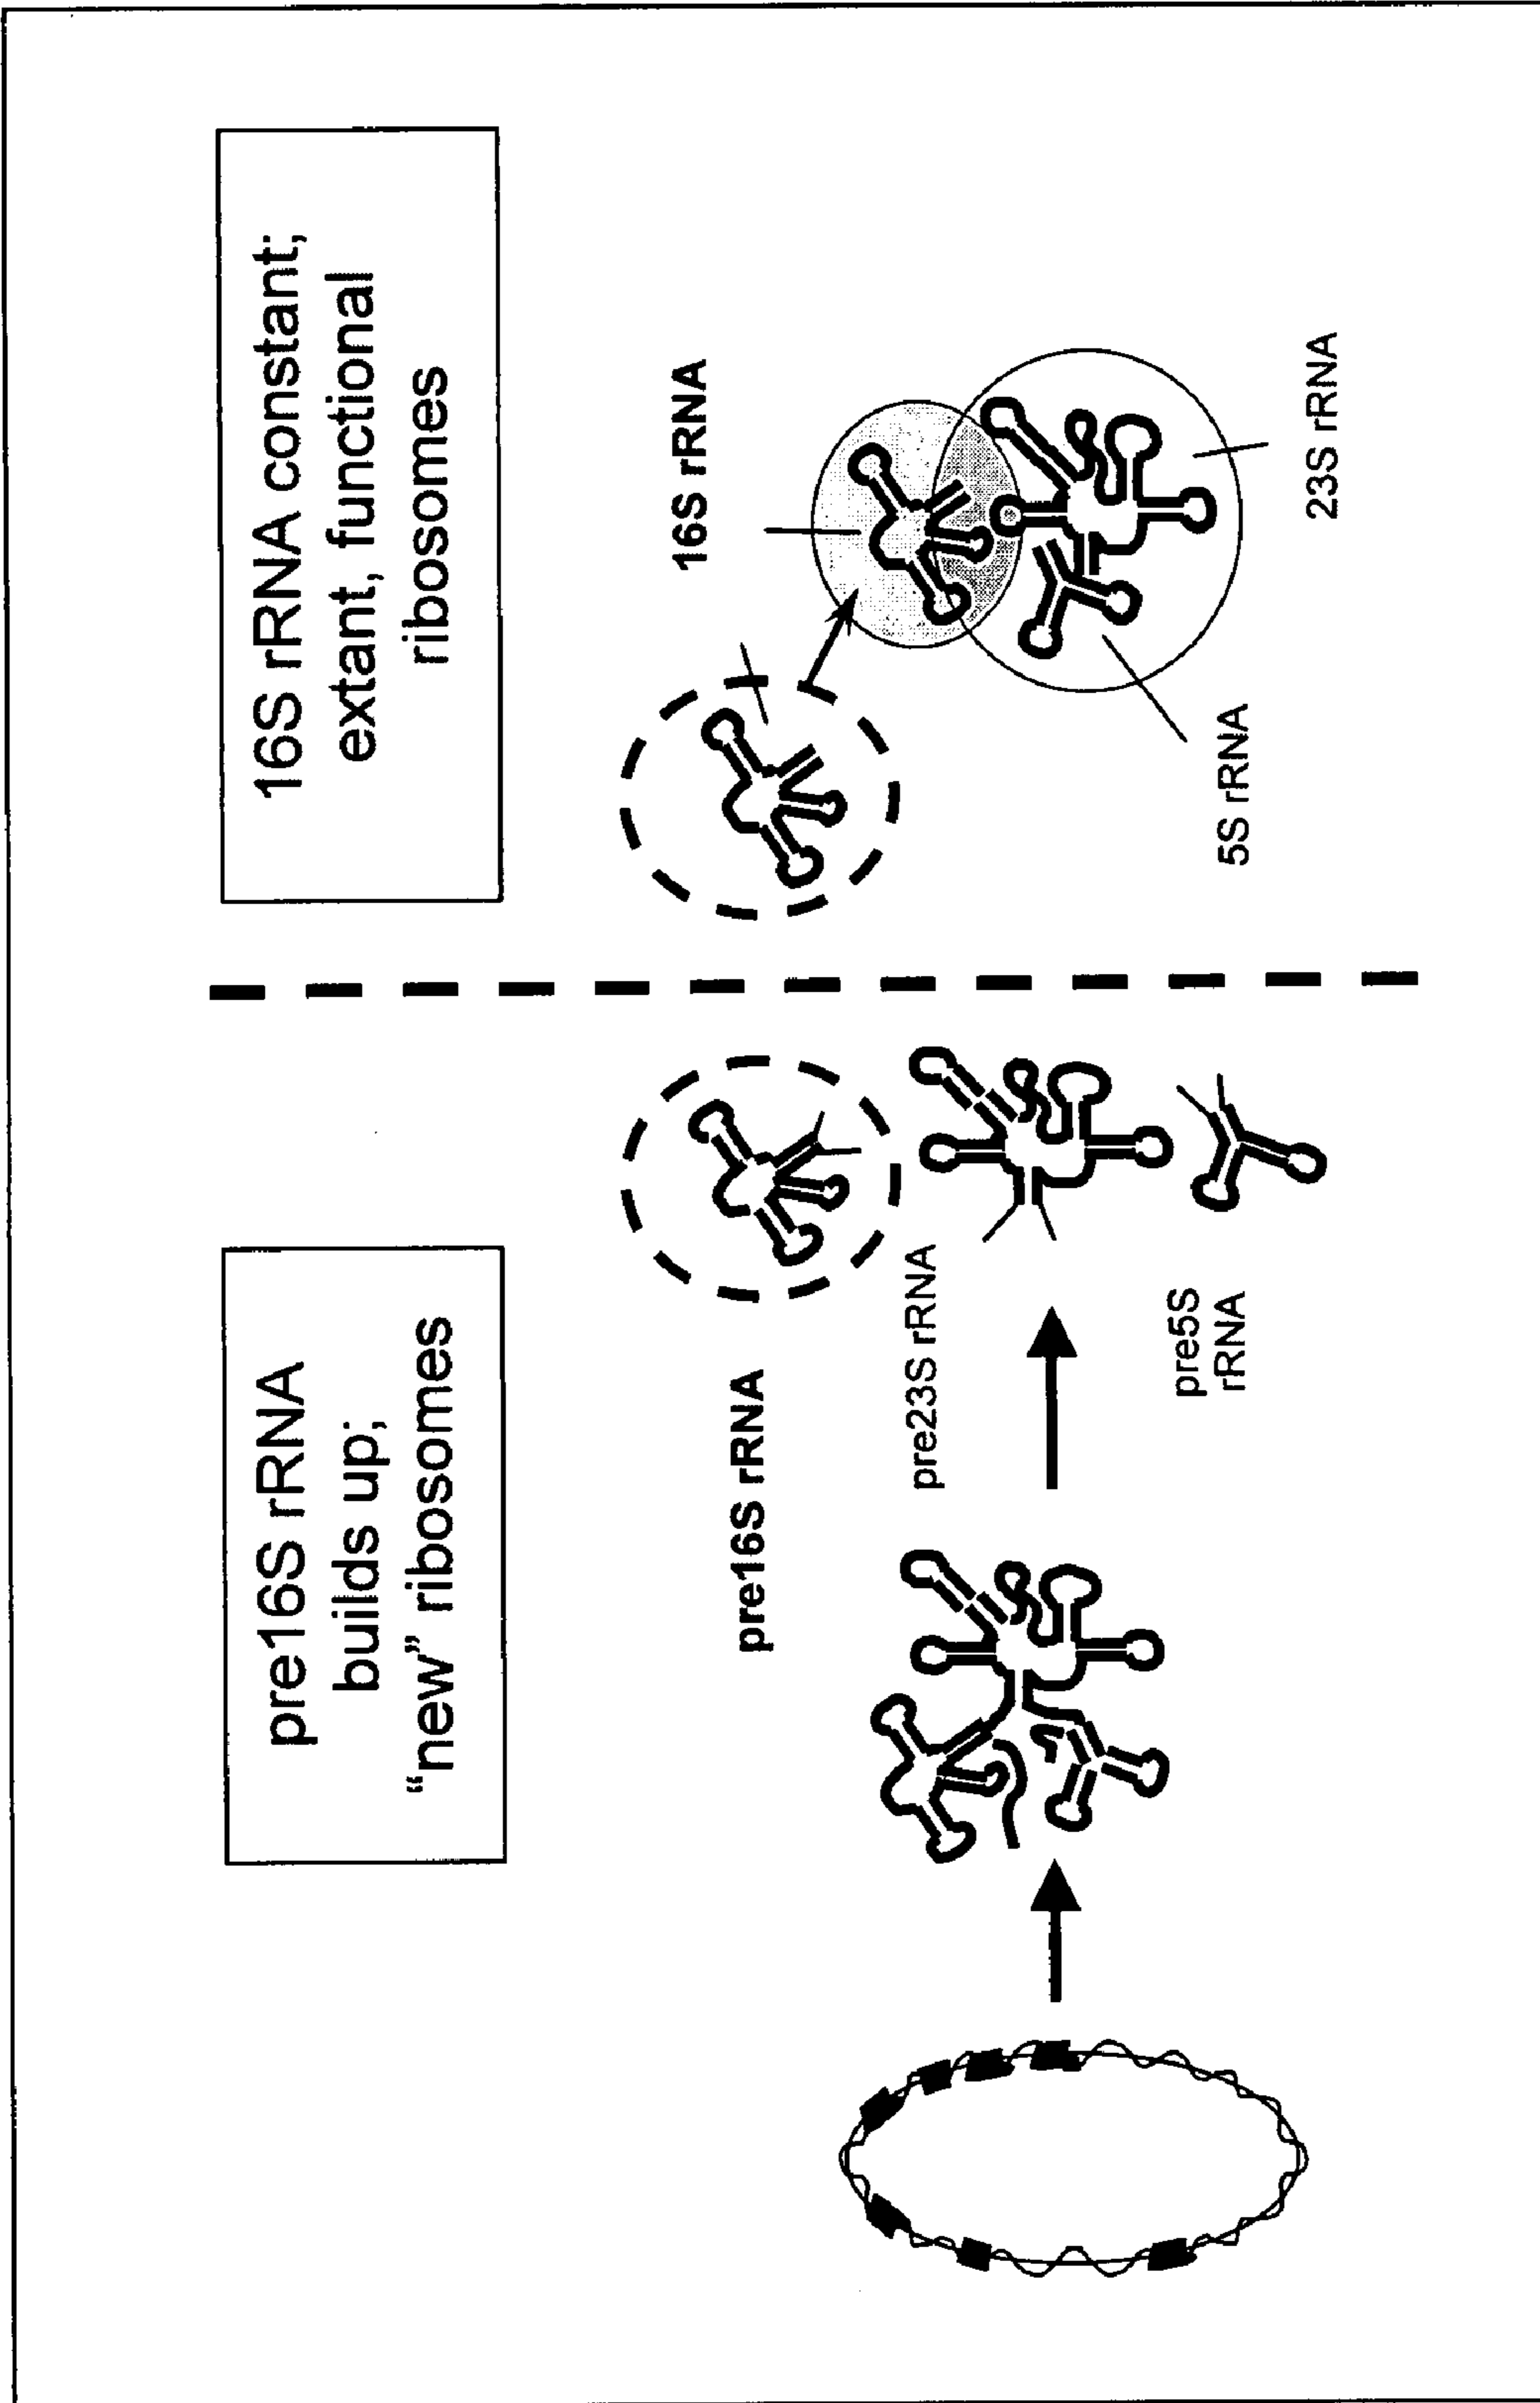 pre16S rRNA
builds up;
“new” ribosomes
16S rRNA constant;
extant, functional
ribosomes
pre16S rRNA
pre23S rRNA
pre5S
rRNA
16S rRNA
5S rRNA
23S rRNA